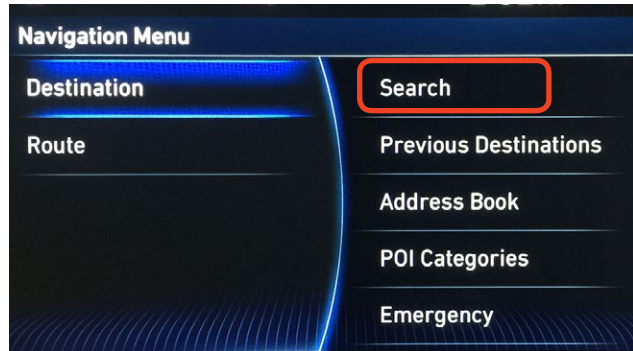 Navigation Menu
Destination
Route
Search
Previous Destinations
Address Book
POI Categories
Emergency